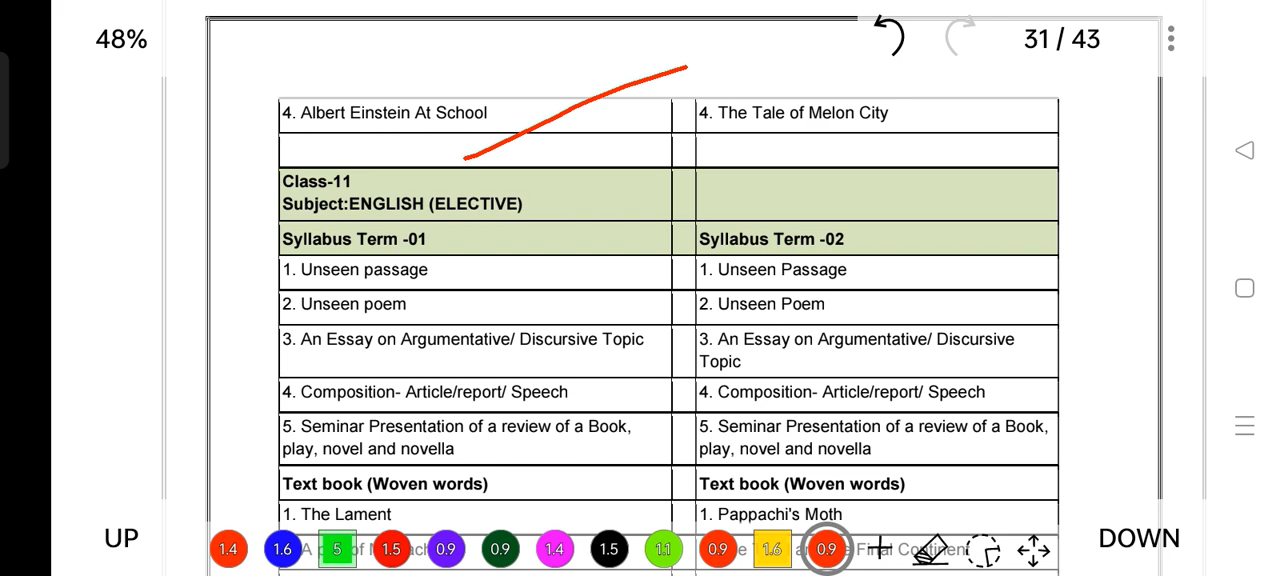 48%
31 / 43
4. Albert Einstein At School
4. The Tale of Melon City
Class-11
Subject:ENGLISH (ELECTIVE)
Syllabus Term -01
Syllabus Term -02
1. Unseen passage
1. Unseen Passage
2. Unseen poem
2. Unseen Poem
3. An Essay on Argumentative/ Discursive Topic
3. An Essay on Argumentative/ Discursive
Topic
4. Composition- Article/report/ Speech
4. Composition- Article/report/ Speech
5. Seminar Presentation of a review of a Book,
play, novel and novella
5. Seminar Presentation of a review of a Book,
play, novel and novella
Text book (Woven words)
Text book (Woven words)
1. The Lament
1. Pappachi's Moth
Final Continent
UP
1.4
1.6
5
1.5
0.9
0.9
1.4
1.5
1.1
0.9
1.6
0.9
DOWN